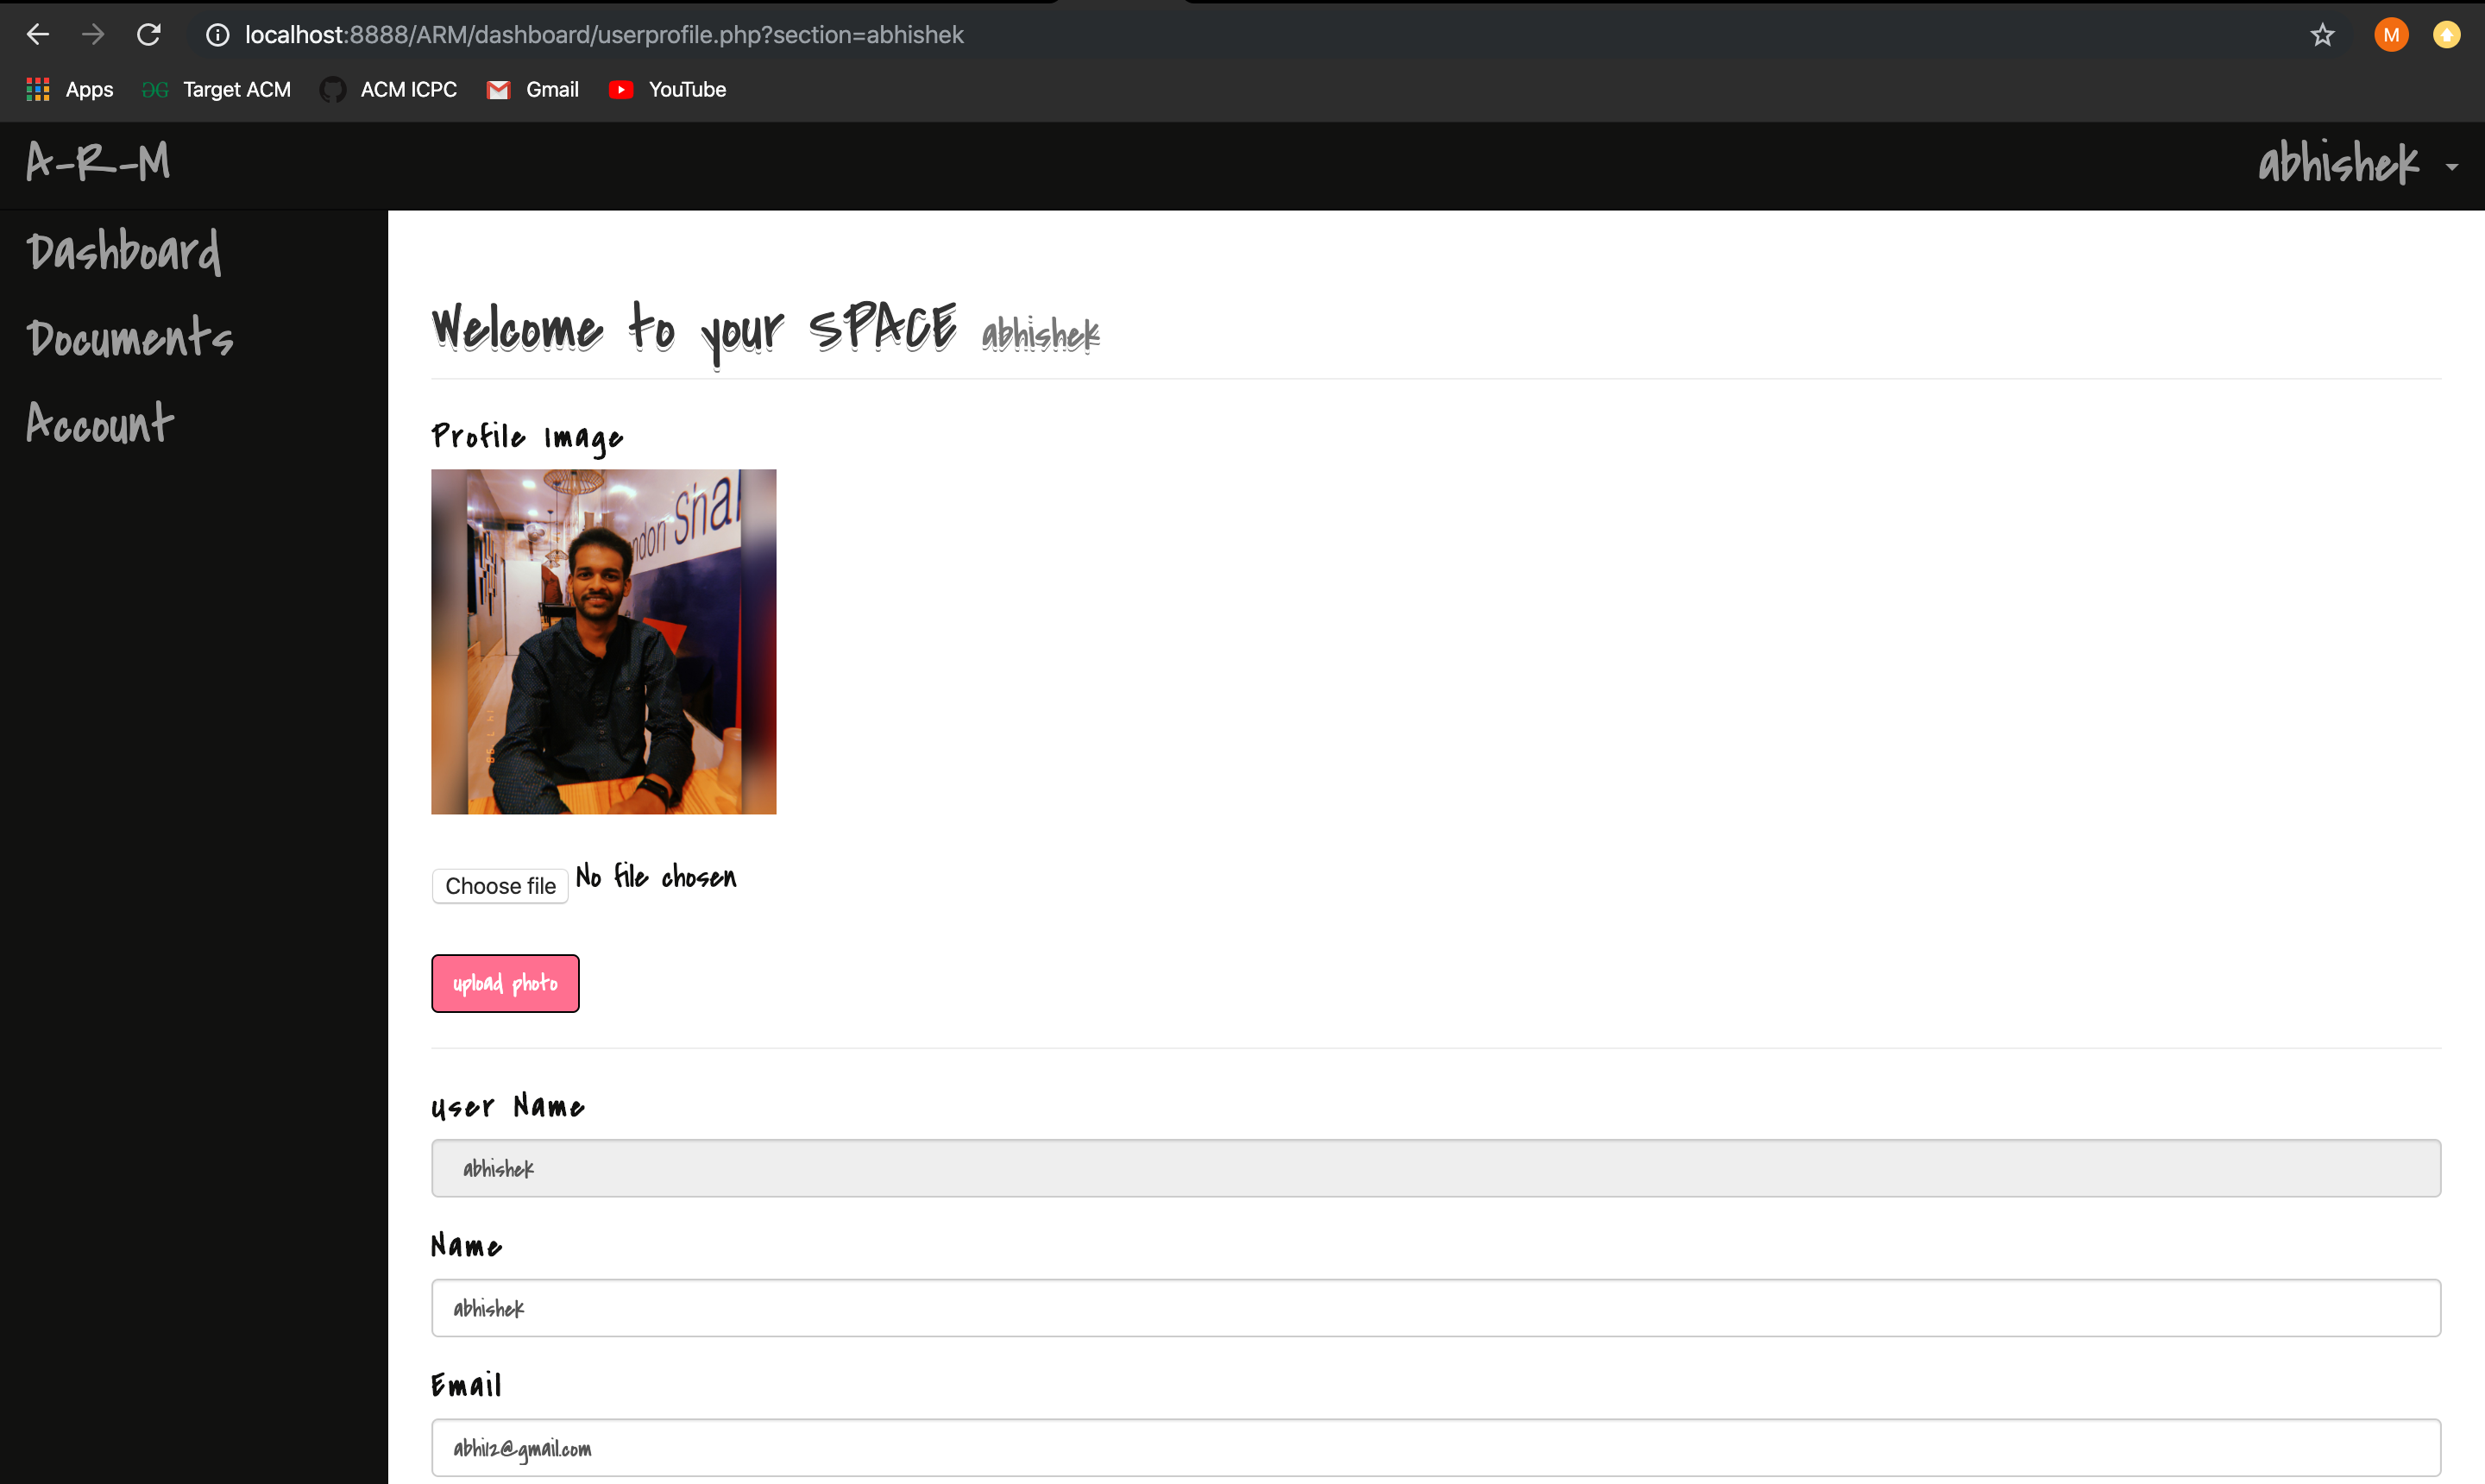 localhost:8888/ARM/dashboard/userprofile.php?section=abhishek
M
Apps
Target ACM
ACM ICPC
Gmail
YouTube
A-R-M
abhishek
Dashboard
Documents
Account
Welcome to your SPACE abhishek
Profile Image
ndon Shar
Choose file No file chosen
upload photo
User Name
abhishek
Name
abhishek
Email
abhi12@gmail.com